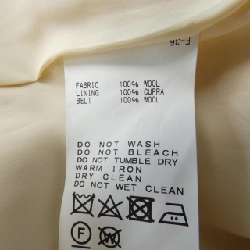 FABRIC 100% WOOL
LINING 100% CUPRA
BELT 100% WOOL
DO NOT WASH
DO NOT BLEACH
DO NOT TUMBLE DRY
WARM IRON
DRY CLEAN
DO NOT WET CLEAN
F
W